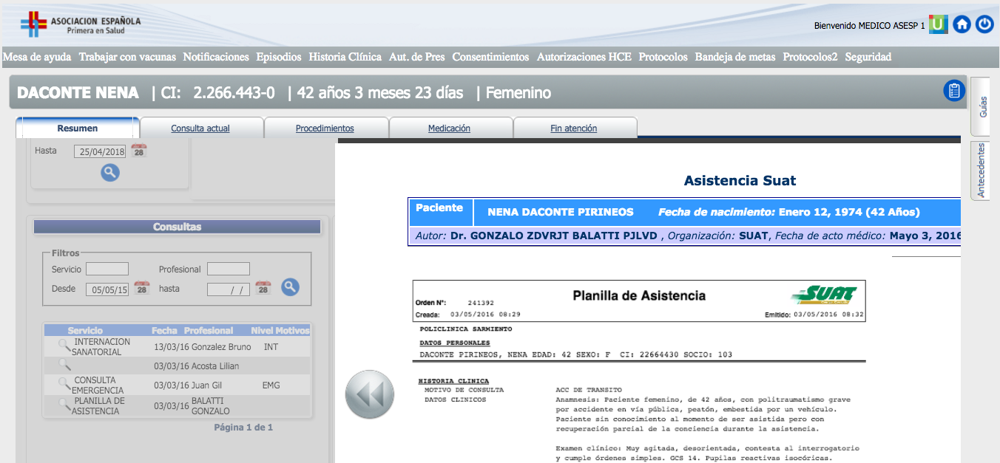 ASOCIACION ESPAÑOLA
Primera en Salud
Bienvenido MEDICO ASESP 1
U
Mesa de ayuda Trabajar con vacunas Notificaciones Episodios Historia Clínica Aut. de Pres Consentimientos Autorizaciones HCE Protocolos Bandeja de metas Protocolos2 Seguridad
DACONTE NENA | CI: 2.266.443-0 | 42 años 3 meses 23 días | Femenino
Guías
Antecedentes
Resumen Consulta actual Procedimientos Medicación Fin atención
Hasta 25/04/2018 28
Consultas
Filtros
Servicio Profesional
Desde 05/05/15 28 hasta / / 28
Servicio Fecha Profesional Nivel Motivos
INTERNACION
SANATORIAL 13/03/16 Gonzalez Bruno INT
03/03/16 Acosta Lilian
CONSULTA
EMERGENCIA 03/03/16 Juan Gil EMG
PLANILLA DE
ASISTENCIA 03/03/16 BALATTI
GONZALO
Página 1 de 1
Asistencia Suat
Paciente NENA DACONTE PIRINEOS Fecha de nacimiento: Enero 12, 1974 (42 Años)
Autor: Dr. GONZALO ZDVRJT BALATTI PJLVD , Organización: SUAT, Fecha de acto médico: Mayo 3, 2016
Planilla de Asistencia
SUAT
Orden N°: 241392
Creada: 03/05/2016 08:29
Emitido: 03/05/2016 08:32
POLICLINICA SARMIENTO
DATOS PERSONALES
DACONTE PIRINEOS, NENA EDAD: 42 SEXO: F CI: 22664430 SOCIO: 103
HISTORIA CLINICA
MOTIVO DE CONSULTA ACC DE TRANSITO
DATOS CLINICOS Anamnesis: Paciente femenino, de 42 años, con politraumatismo grave
por accidente en vía pública, peatón, embestida por un vehículo.
Paciente sin conocimiento al momento de ser asistida pero con
recuperación parcial de la conciencia durante la asistencia.
Examen clínico: Muy agitada, desorientada, contesta al interrogatorio
y cumple órdenes simples. GCS 14. Pupilas reactivas isocóricas.